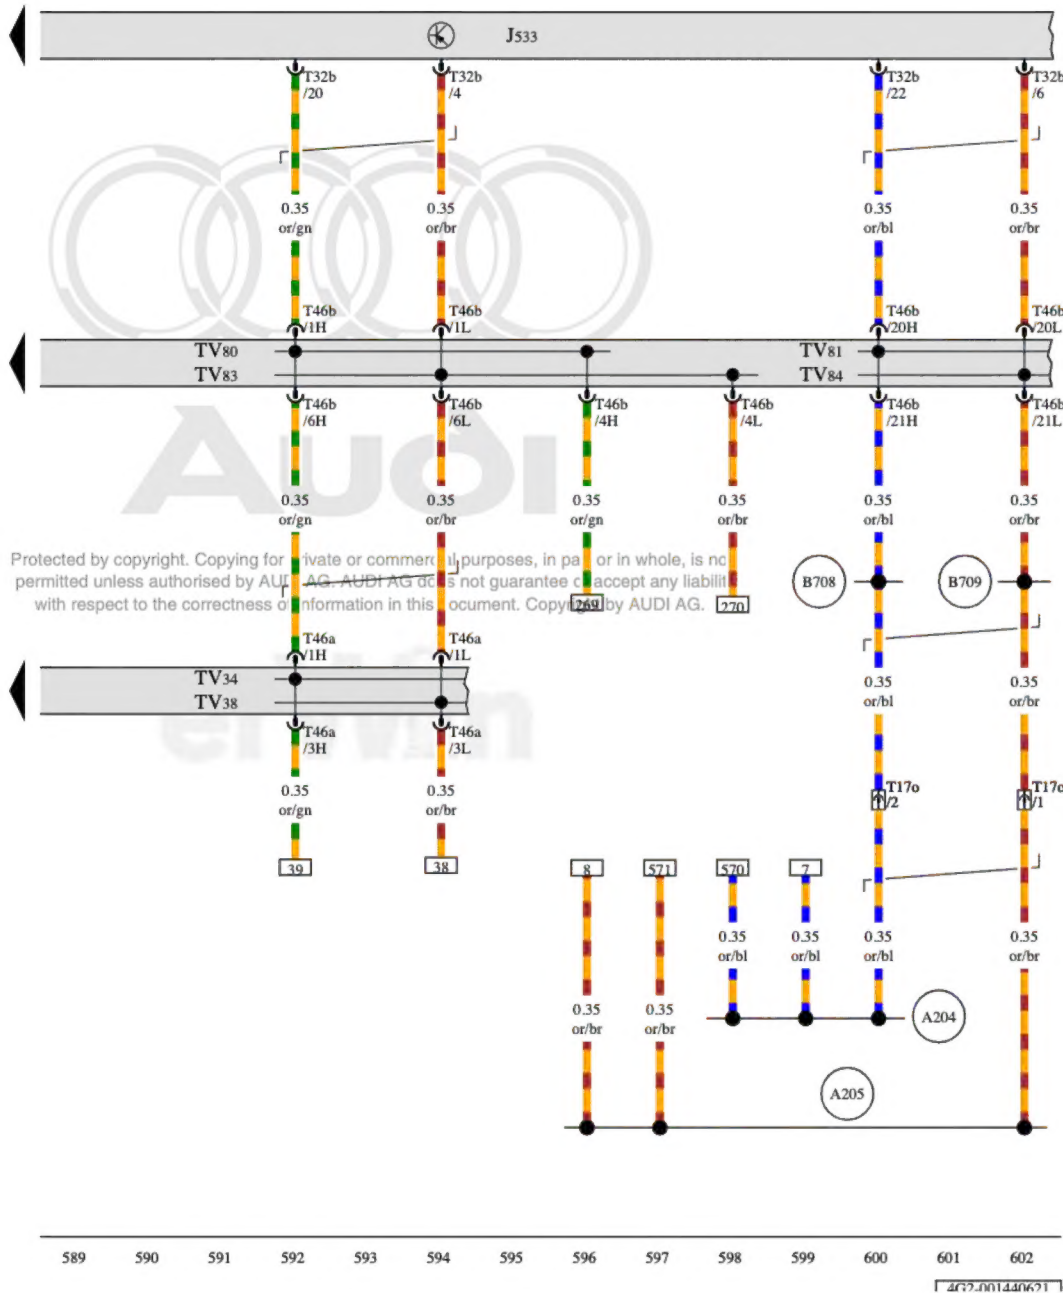 J533
T32b T32b T32b T32b
/20 /4 /22 /6
0.35 0.35 0.35 0.35
or/gn or/br or/bl or/br
T46b T46b T46b T46b
/1H /1L /20H /20L
TV80 TV81
TV83 TV84
T46b T46b T46b T46b T46b T46b
/6H /6L /4H /4L /21H /21L
Audi
0.35 0.35 0.35 0.35 0.35 0.35
or/gn or/br or/gn or/br or/bl or/br
Protected by copyright. Copying for private or commercial purposes, in part or in whole, is not
permitted unless authorised by AUDI AG. AUDI AG does not guarantee or accept any liability
B708 B709
with respect to the correctness of information in this document. Copyright by AUDI AG.
269 270
T46a T46a
/1H /1L
TV34
TV38
0.35 0.35
or/bl or/br
erWin
T46a T46a
/3H /3L
0.35 0.35
or/gn or/br
T17o T17o
/2 /1
39 38 8 571 570 7
0.35 0.35 0.35 0.35
or/bl or/bl or/bl or/br
0.35 0.35
or/br or/br
A204
A205
589 590 591 592 593 594 595 596 597 598 599 600 601 602
4G2-001440621